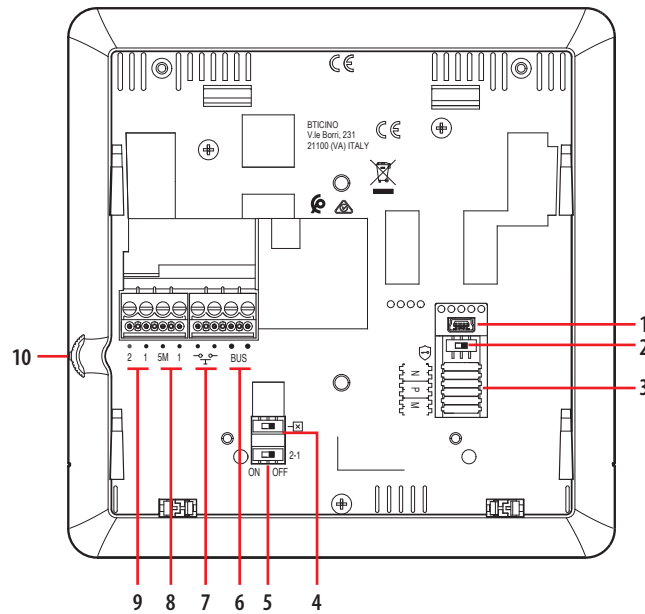 BTICINO
V.le Borri, 231
21100 (VA) ITALY
CE
CE
1
2
3
N
P
M
10
2 1 5M 1 BUS
2-1
ON OFF
9 8 7 6 5 4